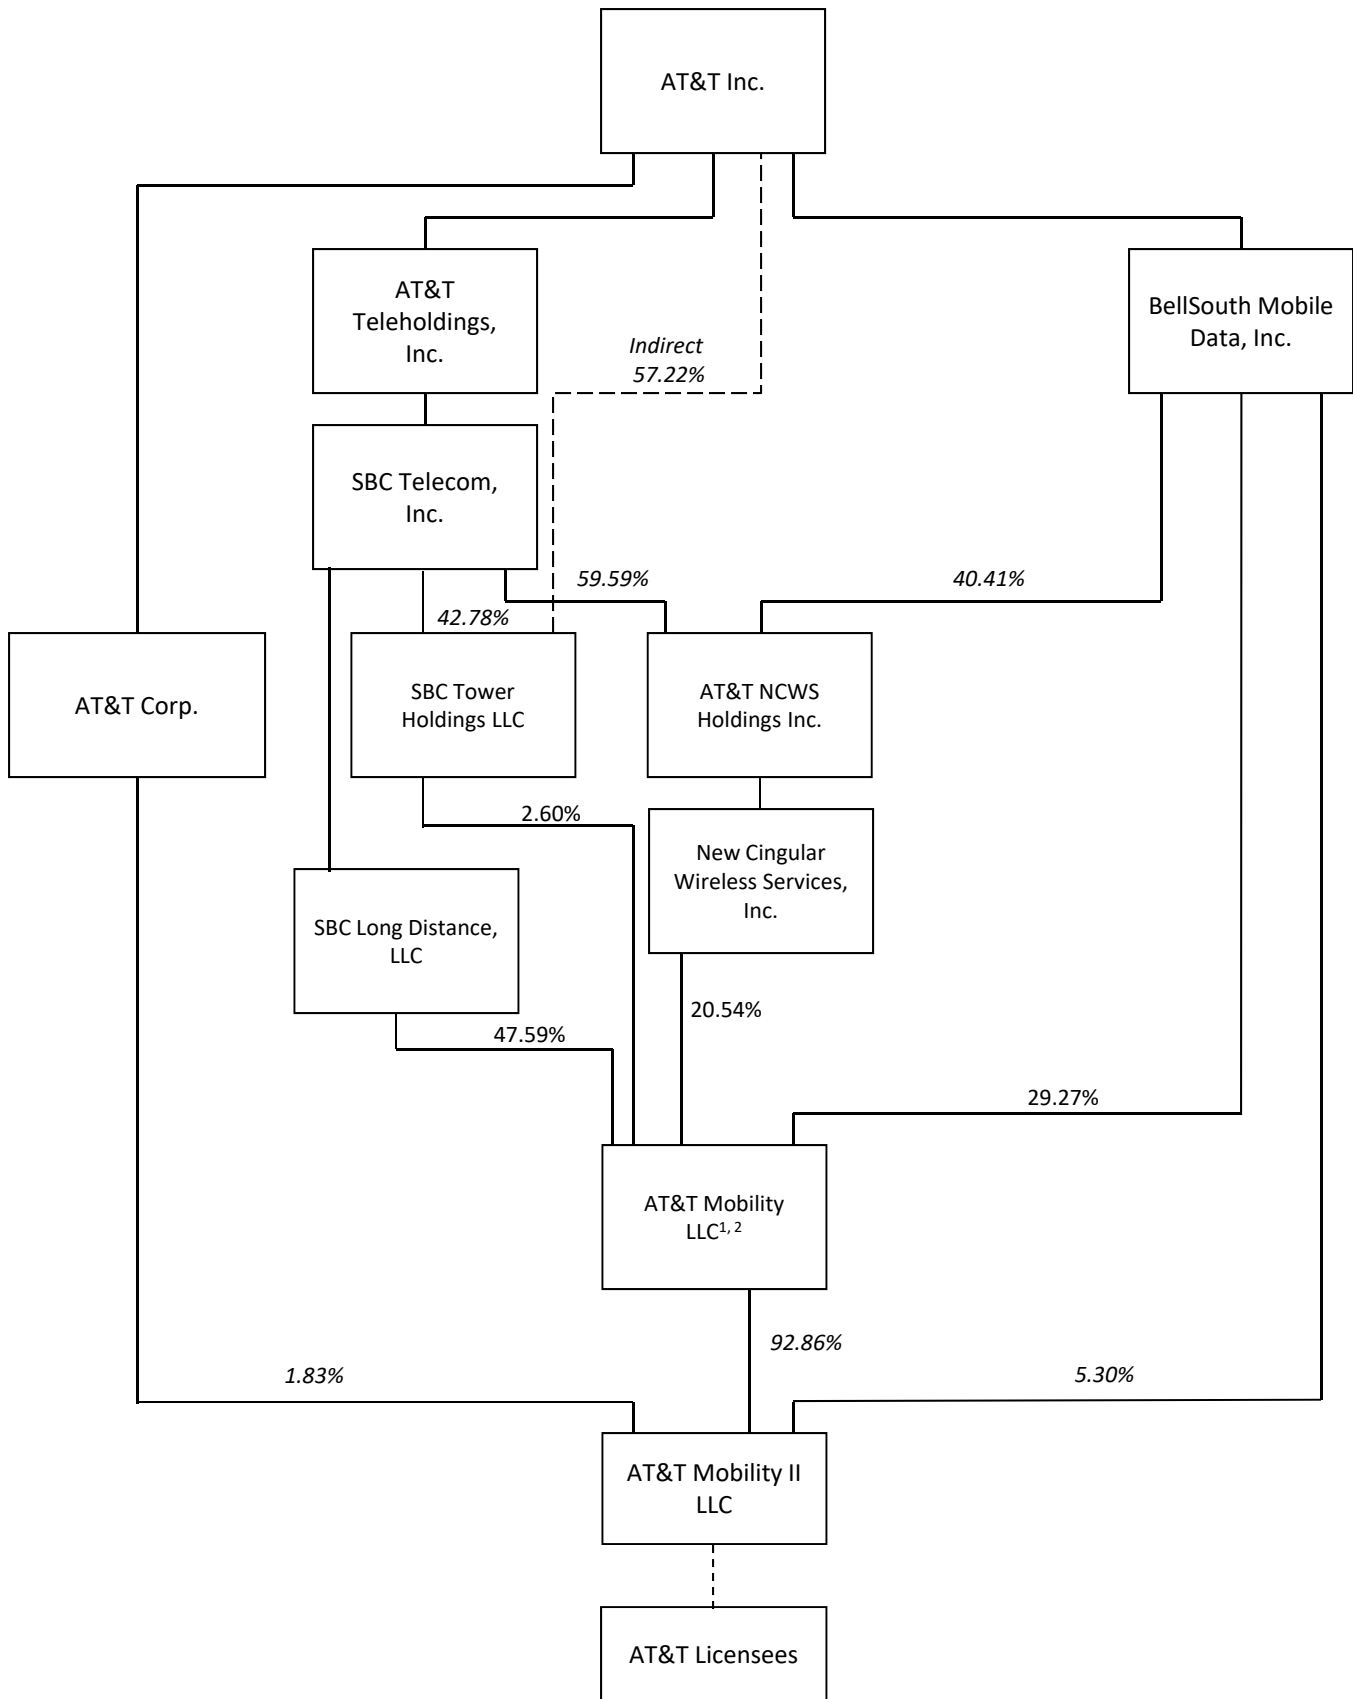 AT&T Inc.
AT&T
Teleholdings,
Inc.
Indirect
57.22%
BellSouth Mobile
Data, Inc.
SBC Telecom,
Inc.
59.59%
40.41%
42.78%
AT&T Corp.
SBC Tower
Holdings LLC
AT&T NCWS
Holdings Inc.
2.60%
New Cingular
Wireless Services,
Inc.
SBC Long Distance,
LLC
20.54%
47.59%
29.27%
AT&T Mobility
LLC1, 2
92.86%
1.83%
5.30%
AT&T Mobility II
LLC
AT&T Licensees